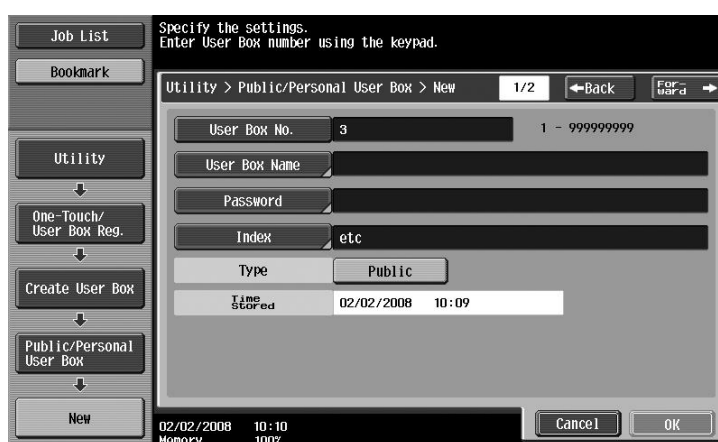 Job List
Bookmark
Specify the settings.
Enter User Box number using the keypad.
Utility > Public/Personal User Box > New
1/2
←Back
For-
ward →
User Box No.
3
1 - 999999999
User Box Name
Password
Index
etc
Type
Public
Time
stored
02/02/2008 10:09
Utility
One-Touch/
User Box Reg.
Create User Box
Public/Personal
User Box
New
02/02/2008 10:10
Memory 100%
Cancel
OK